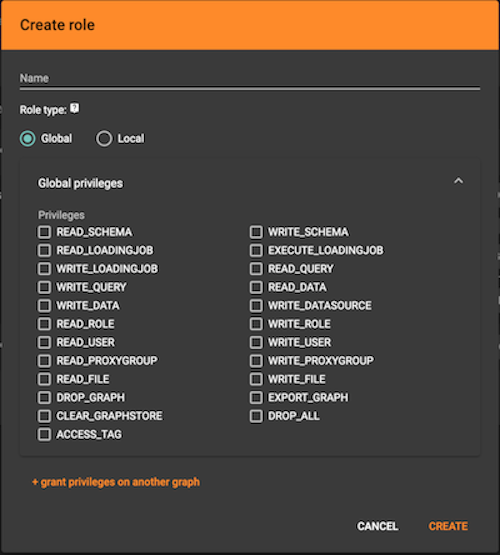 Create role
Name
Role type: ?
Global Local
Global privileges
Privileges
READ_SCHEMA WRITE_SCHEMA
READ_LOADINGJOB EXECUTE_LOADINGJOB
WRITE_LOADINGJOB READ_QUERY
WRITE_QUERY READ_DATA
WRITE_DATA WRITE_DATASOURCE
READ_ROLE WRITE_ROLE
READ_USER WRITE_USER
READ_PROXYGROUP WRITE_PROXYGROUP
READ_FILE WRITE_FILE
DROP_GRAPH EXPORT_GRAPH
CLEAR_GRAPHSTORE DROP_ALL
ACCESS_TAG
+ grant privileges on another graph
CANCEL CREATE